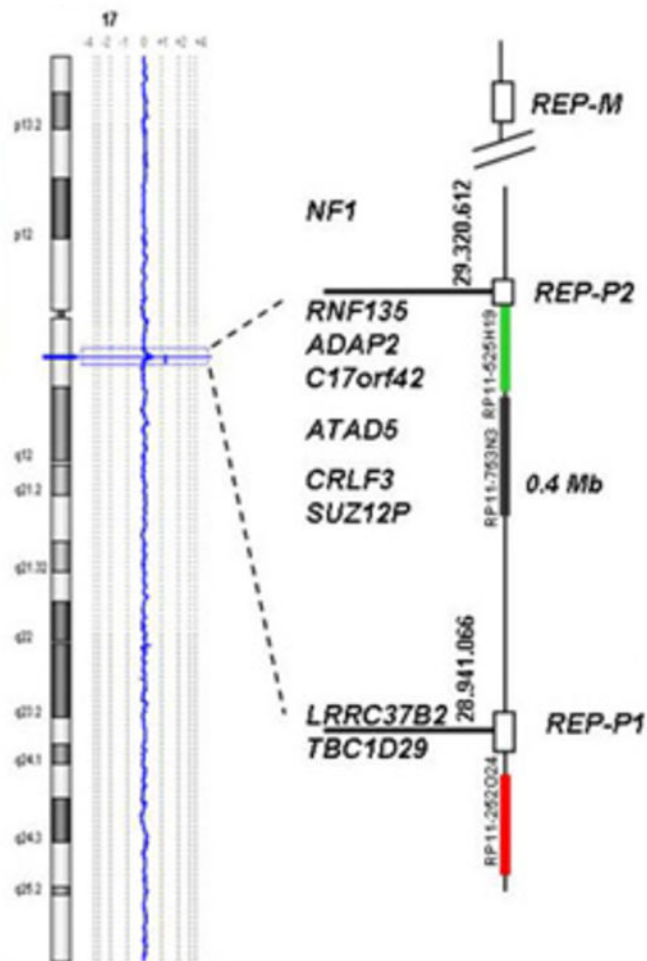 17
-4 -2 -1 0 +1 +2 +4
p13.2
p12
q12
q21.2
q21.32
q22
q23.2
q24.1
q24.3
q25.2
REP-M
NF1
29.320.612
REP-P2
RNF135
ADAP2
C17orf42
ATAD5
CRLF3
SUZ12P
RP11-525H19
RP11-753N3
0.4 Mb
28.941.066
LRRC37B2
TBC1D29
REP-P1
RP11-252O24